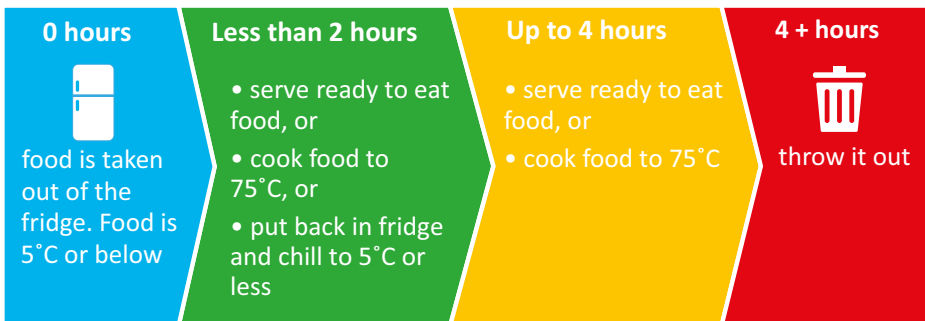 0 hours
food is taken
out of the
fridge. Food is
5˚C or below
Less than 2 hours
• serve ready to eat
food, or
• cook food to
75˚C, or
• put back in fridge
and chill to 5˚C or
less
Up to 4 hours
• serve ready to eat
food, or
• cook food to 75˚C
4 + hours
throw it out